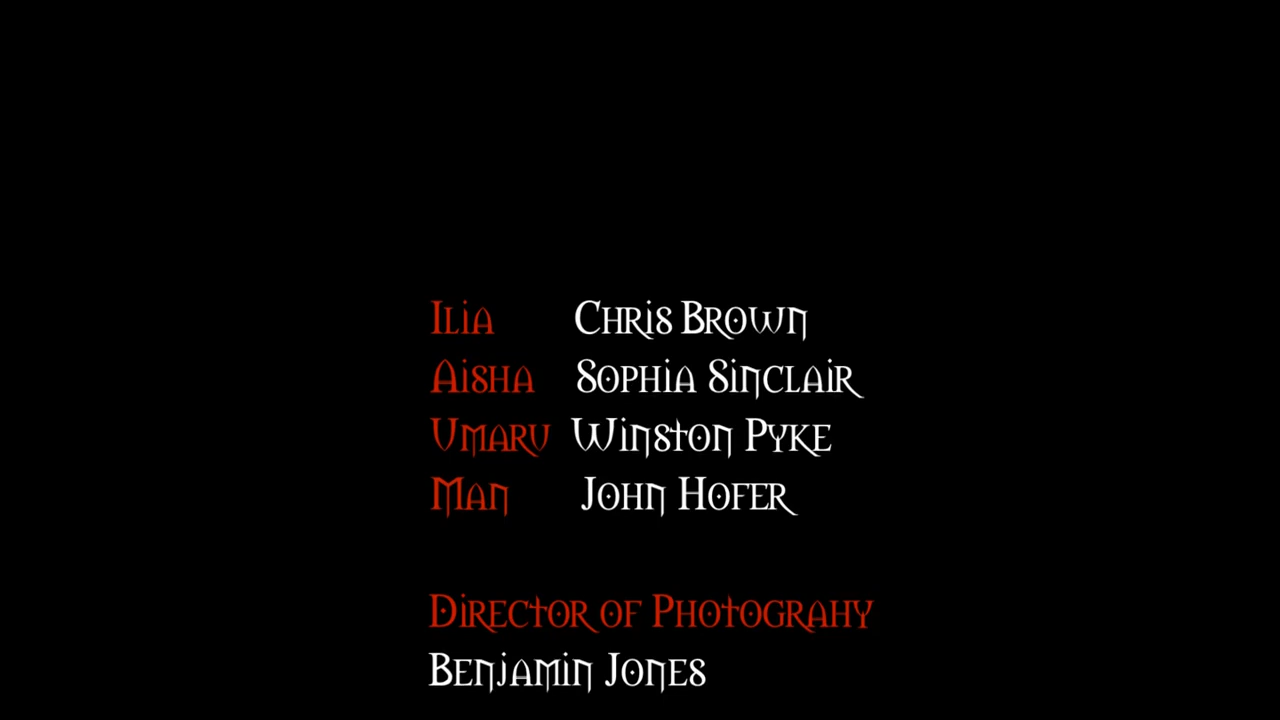 Ilia Chris Brown
Aisha Sophia Sinclair
Umaru Winston Pyke
Man John Hofer
Director of Photograhy
Benjamin Jones